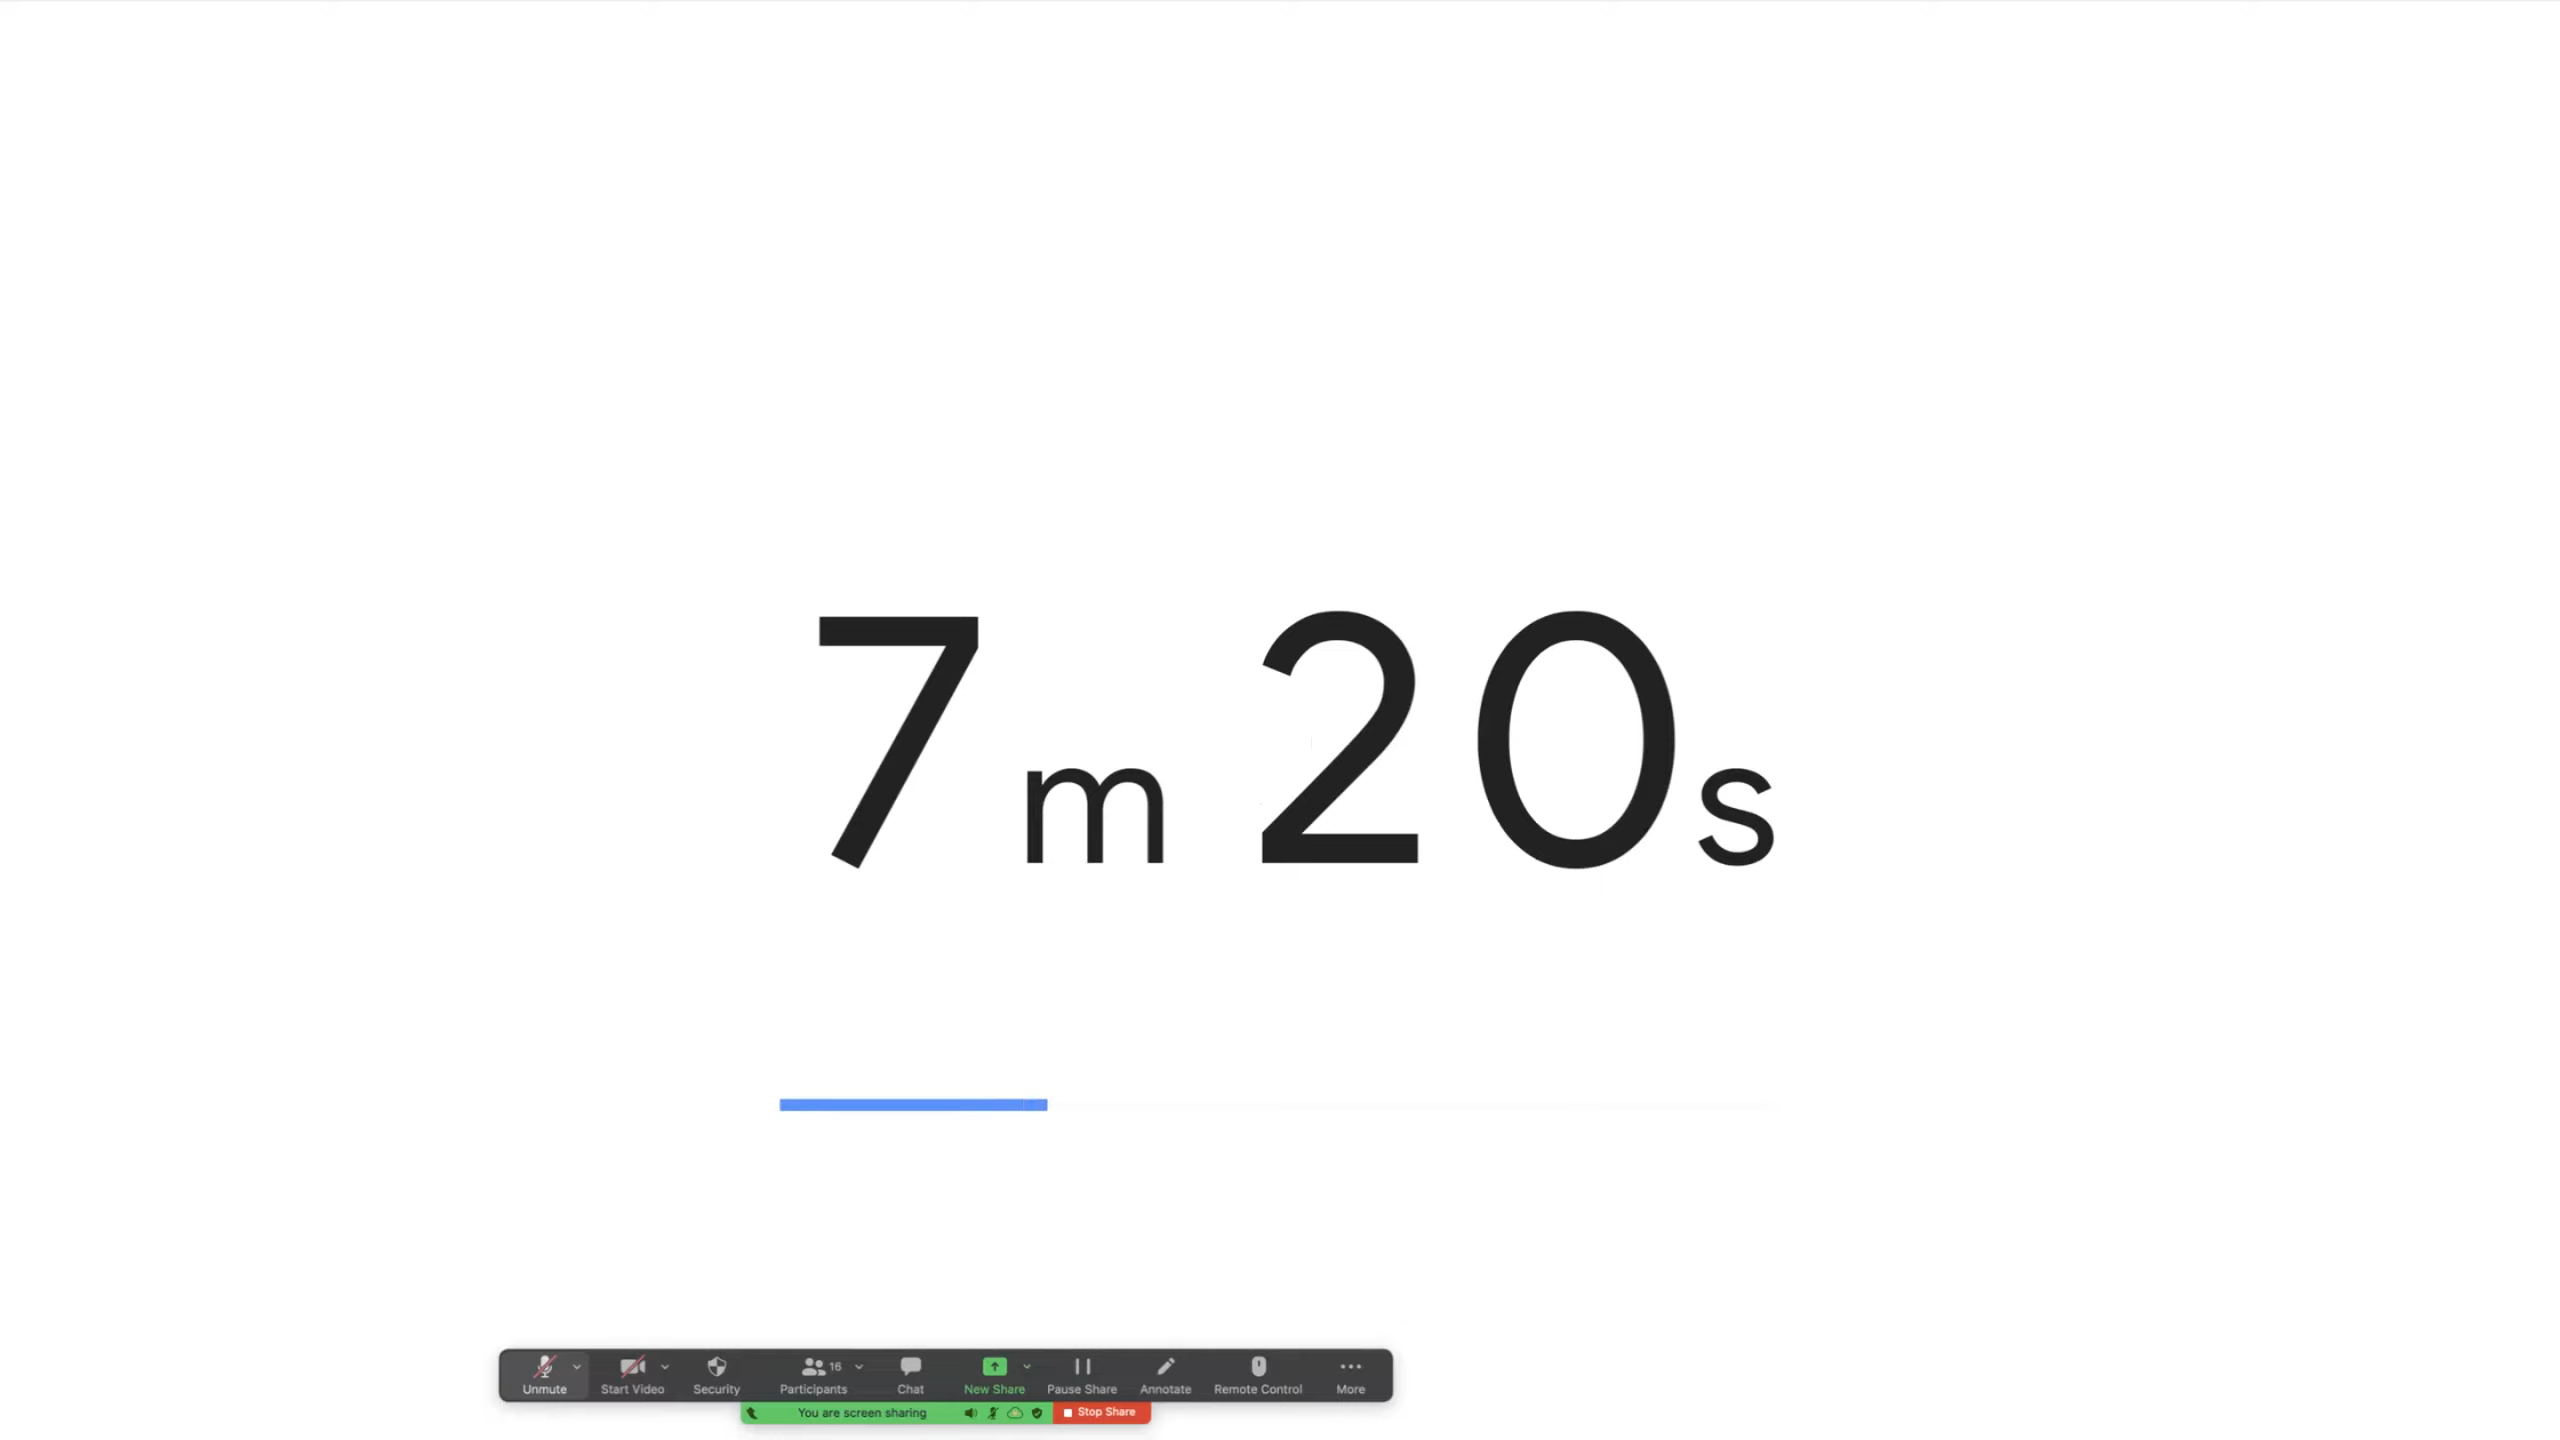 7m 20s
16
Unmute Start Video Security Participants Chat New Share Pause Share Annotate Remote Control More
You are screen sharing Stop Share